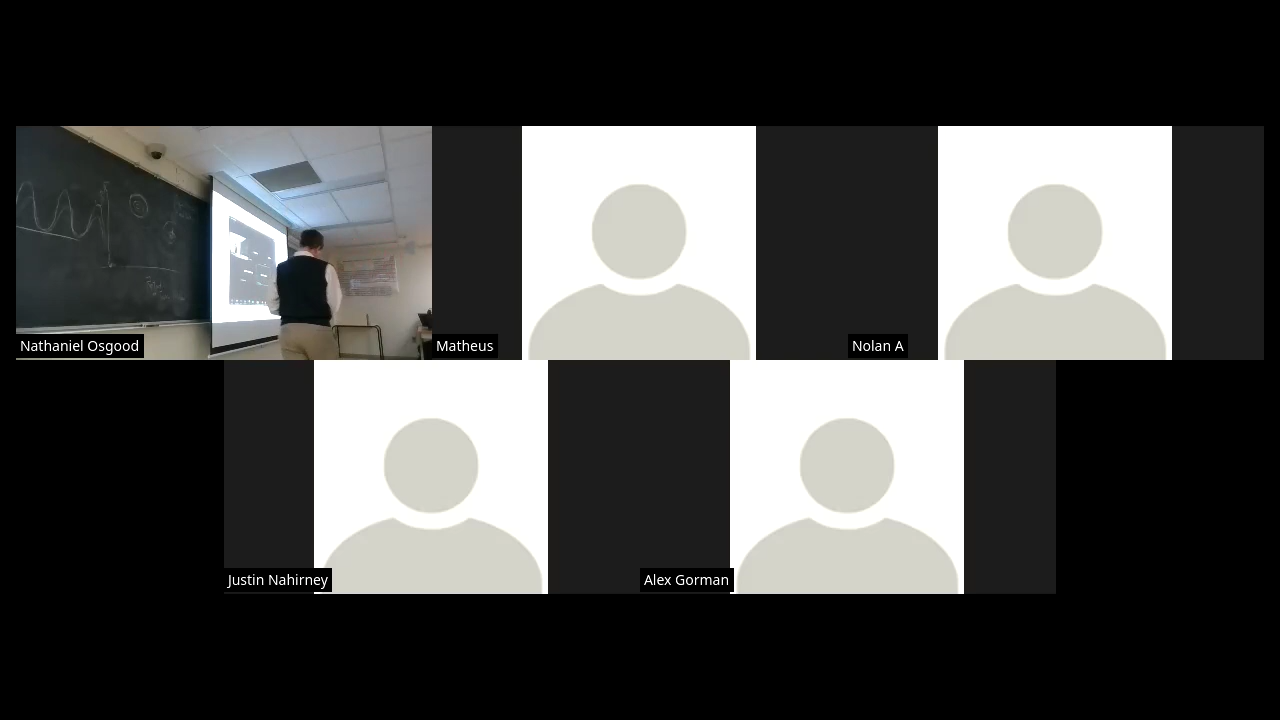 Nathaniel Osgood
Matheus
Nolan A
Justin Nahirney
Alex Gorman